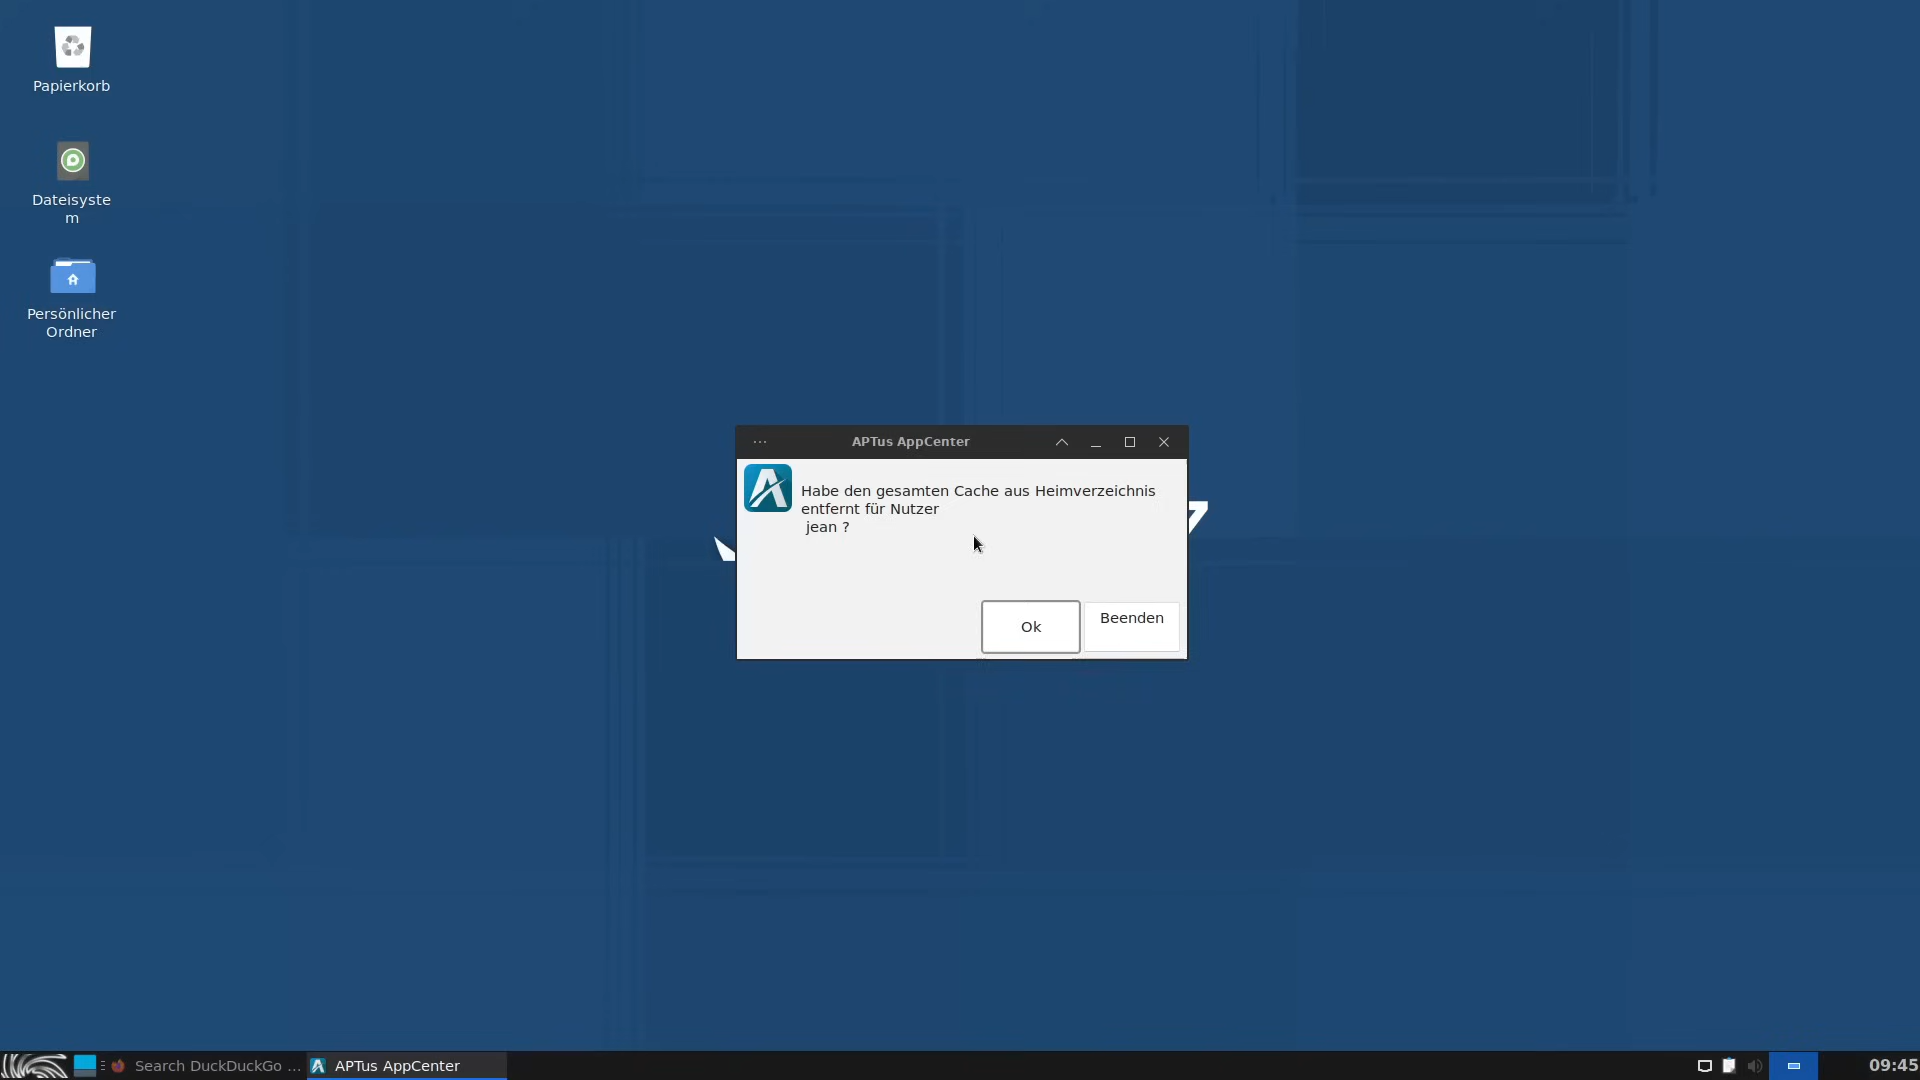 Papierkorb
Dateisyste
m
Persönlicher
Ordner
APTus AppCenter
Habe den gesamten Cache aus Heimverzeichnis
entfernt für Nutzer
jean ?
Ok
Beenden
Search DuckDuckGo ...
APTus AppCenter
09:45